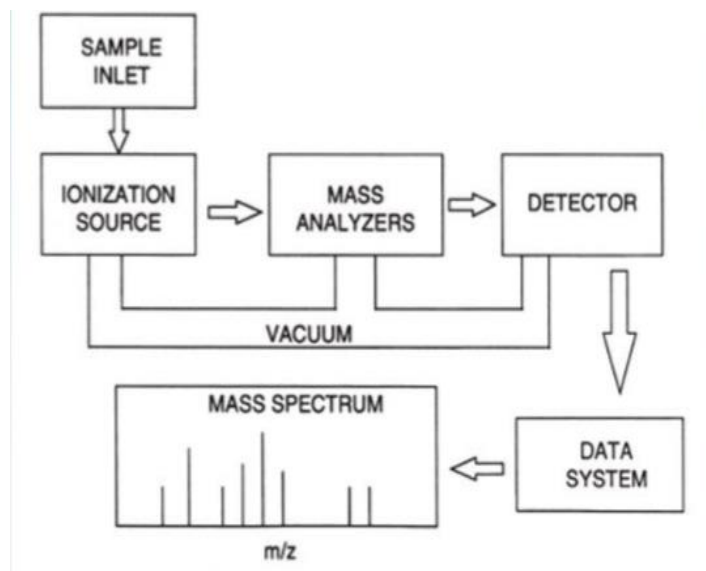 SAMPLE
INLET
IONIZATION
SOURCE
MASS
ANALYZERS
DETECTOR
VACUUM
MASS SPECTRUM
DATA
SYSTEM
m/z